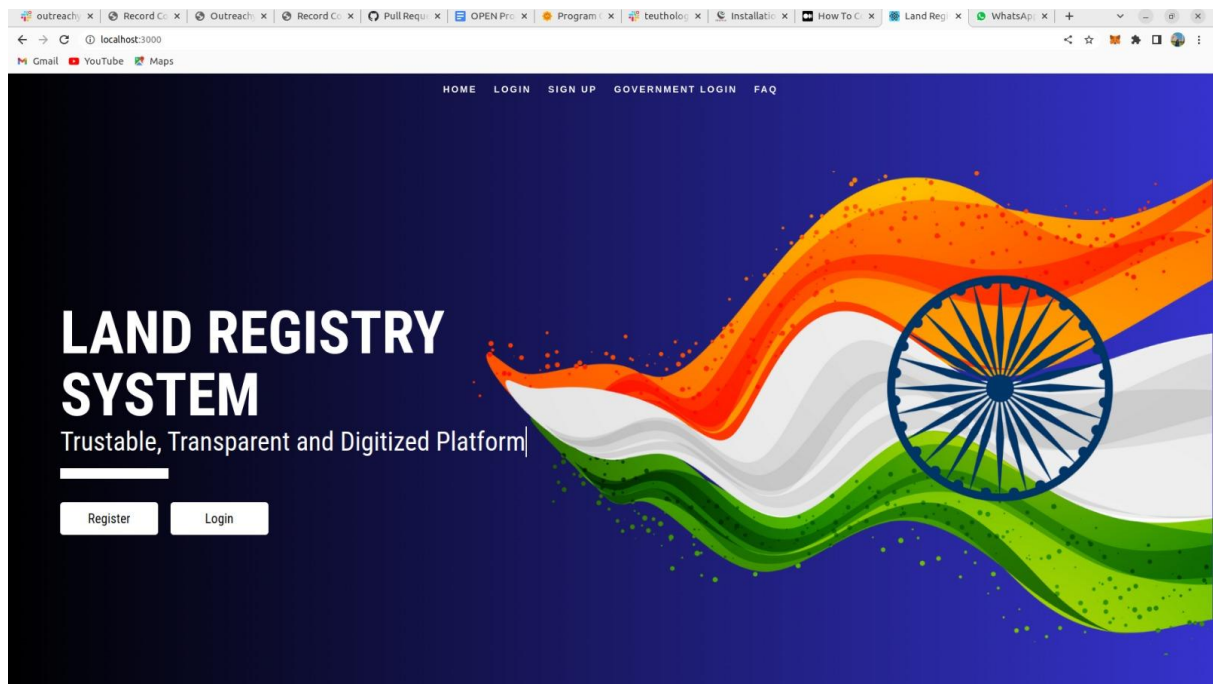 outreachy Record Co Outreach Record Co Pull Requ OPEN Pro Program C teutholog Installatio How To C Land Regi WhatsAp
localhost:3000
Gmail YouTube Maps
HOME LOGIN SIGN UP GOVERNMENT LOGIN FAQ
LAND REGISTRY
SYSTEM
Trustable, Transparent and Digitized Platform
Register Login